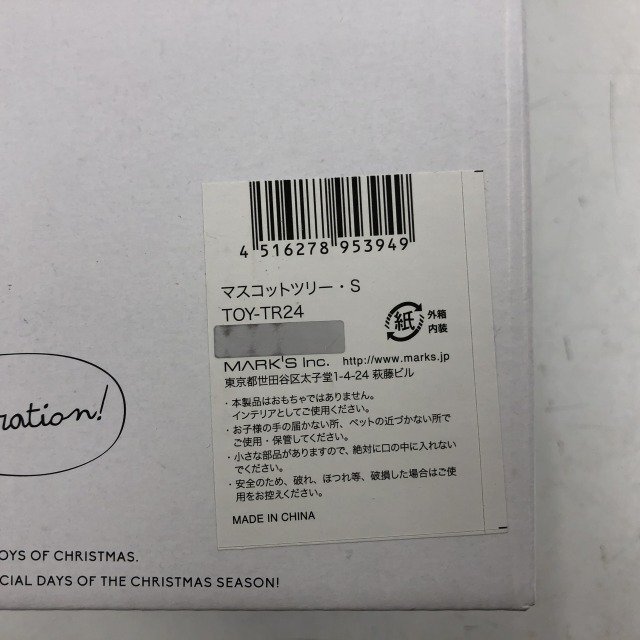 4 516278 953949
マスコットツリー・S
TOY-TR24
紙
外箱
内装
MARK'S Inc. http://www.marks.jp
東京都世田谷区太子堂1-4-24 萩藤ビル
・本製品はおもちゃではありません。
インテリアとしてご使用ください。
・お子様の手の届かない所、ペットの近づかない所で
ご使用・保管してください。
・小さな部品がありますので、絶対に口の中に入れない
でください。
・安全のため、破れ、ほつれ等、破損した場合はご使
用をお控えください。
MADE IN CHINA
ration!
OYS OF CHRISTMAS.
CIAL DAYS OF THE CHRISTMAS SEASON!